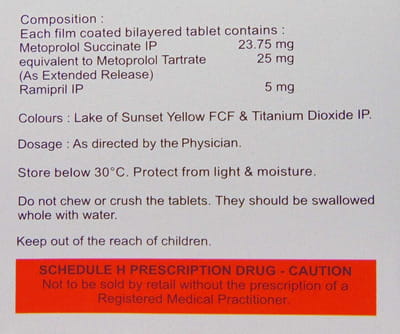 Composition :
Each film coated bilayered tablet contains :
Metoprolol Succinate IP 23.75 mg
equivalent to Metoprolol Tartrate 25 mg
(As Extended Release)
Ramipril IP 5 mg
Colours : Lake of Sunset Yellow FCF & Titanium Dioxide IP.
Dosage : As directed by the Physician.
Store below 30°C. Protect from light & moisture.
Do not chew or crush the tablets. They should be swallowed
whole with water.
Keep out of the reach of children.
SCHEDULE H PRESCRIPTION DRUG - CAUTION
Not to be sold by retail without the prescription of a
Registered Medical Practitioner.